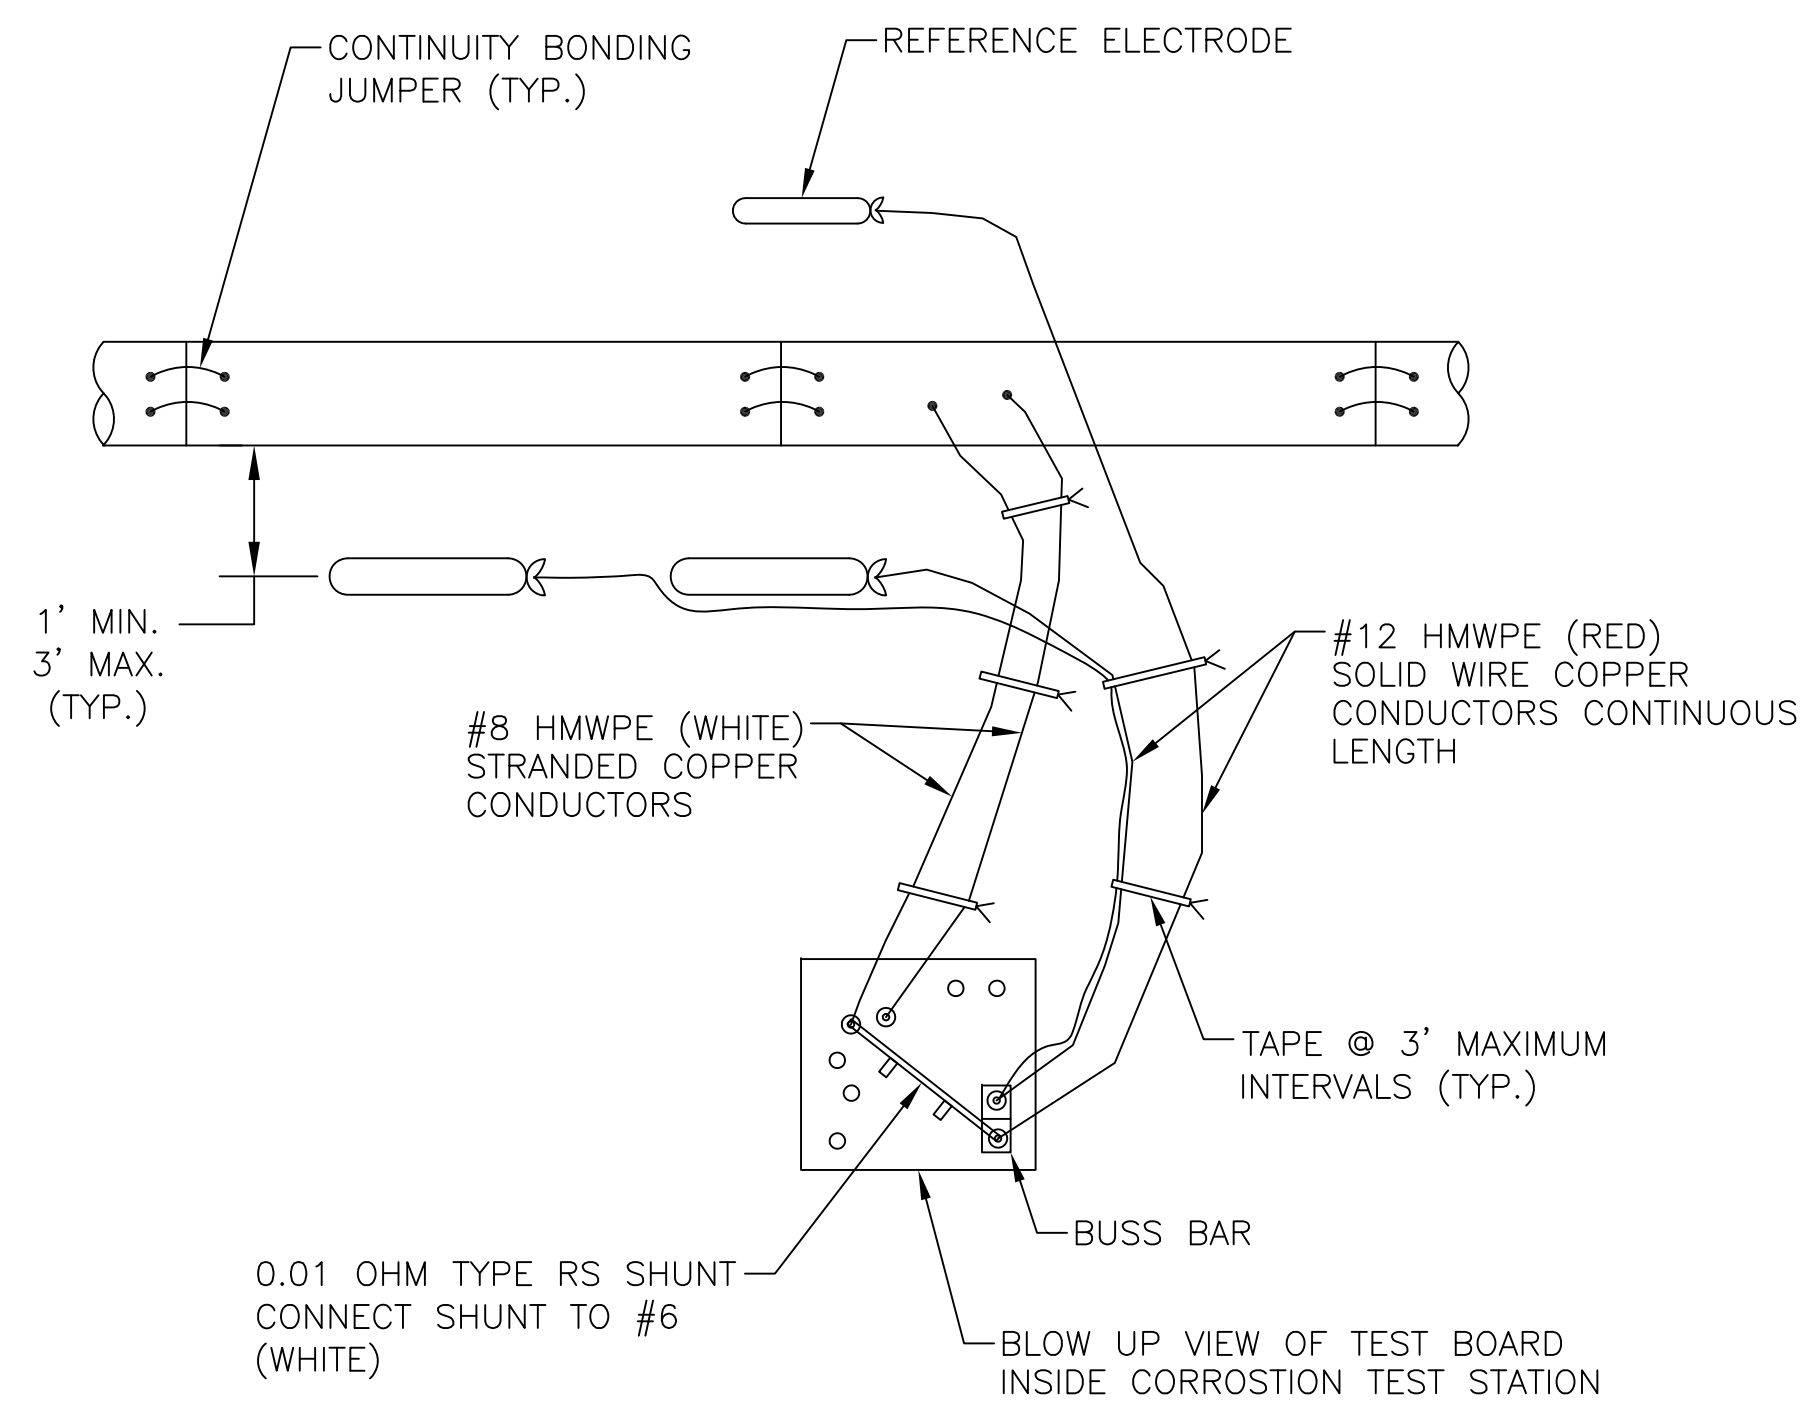 CONTINUITY BONDING
JUMPER (TYP.)
REFERENCE ELECTRODE
1' MIN.
3' MAX.
(TYP.)
#8 HMWPE (WHITE)
STRANDED COPPER
CONDUCTORS
#12 HMWPE (RED)
SOLID WIRE COPPER
CONDUCTORS CONTINUOUS
LENGTH
TAPE @ 3' MAXIMUM
INTERVALS (TYP.)
BUSS BAR
0.01 OHM TYPE RS SHUNT
CONNECT SHUNT TO #6
(WHITE)
BLOW UP VIEW OF TEST BOARD
INSIDE CORROSTION TEST STATION